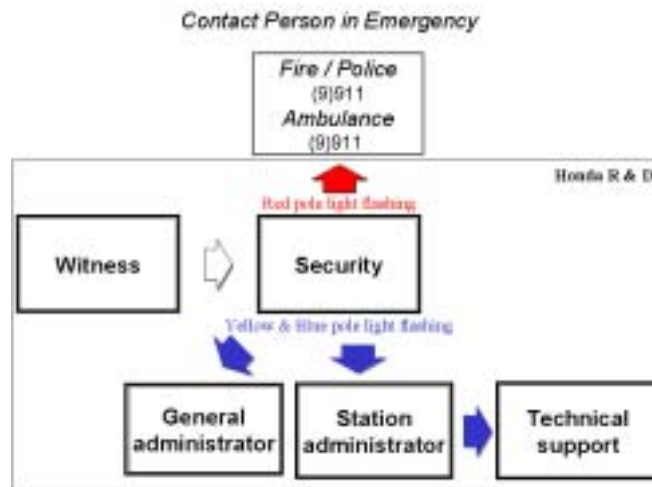 Contact Person in Emergency
Fire / Police
(9)911
Ambulance
(9)911
Honda R & D
Red pole light flashing
Witness
Security
Yellow & Blue pole light flashing
General
administrator
Station
administrator
Technical
support